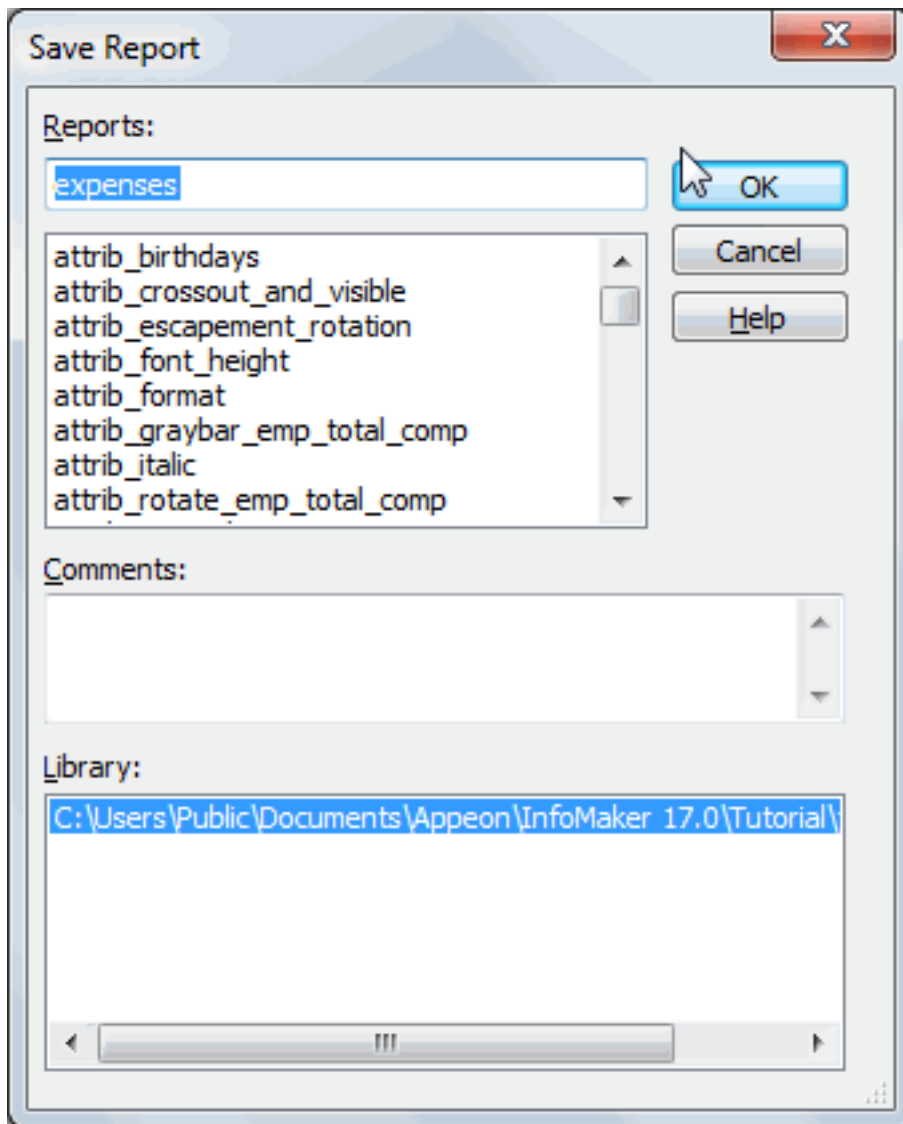 Save Report
Reports:
expenses
OK
attrib_birthdays
Cancel
attrib_crossout_and_visible
attrib_escapement_rotation
Help
attrib_font_height
attrib_format
attrib_graybar_emp_total_comp
attrib_italic
attrib_rotate_emp_total_comp
Comments:
Library:
C:\Users\Public\Documents\Appeon\InfoMaker 17.0\Tutorial\